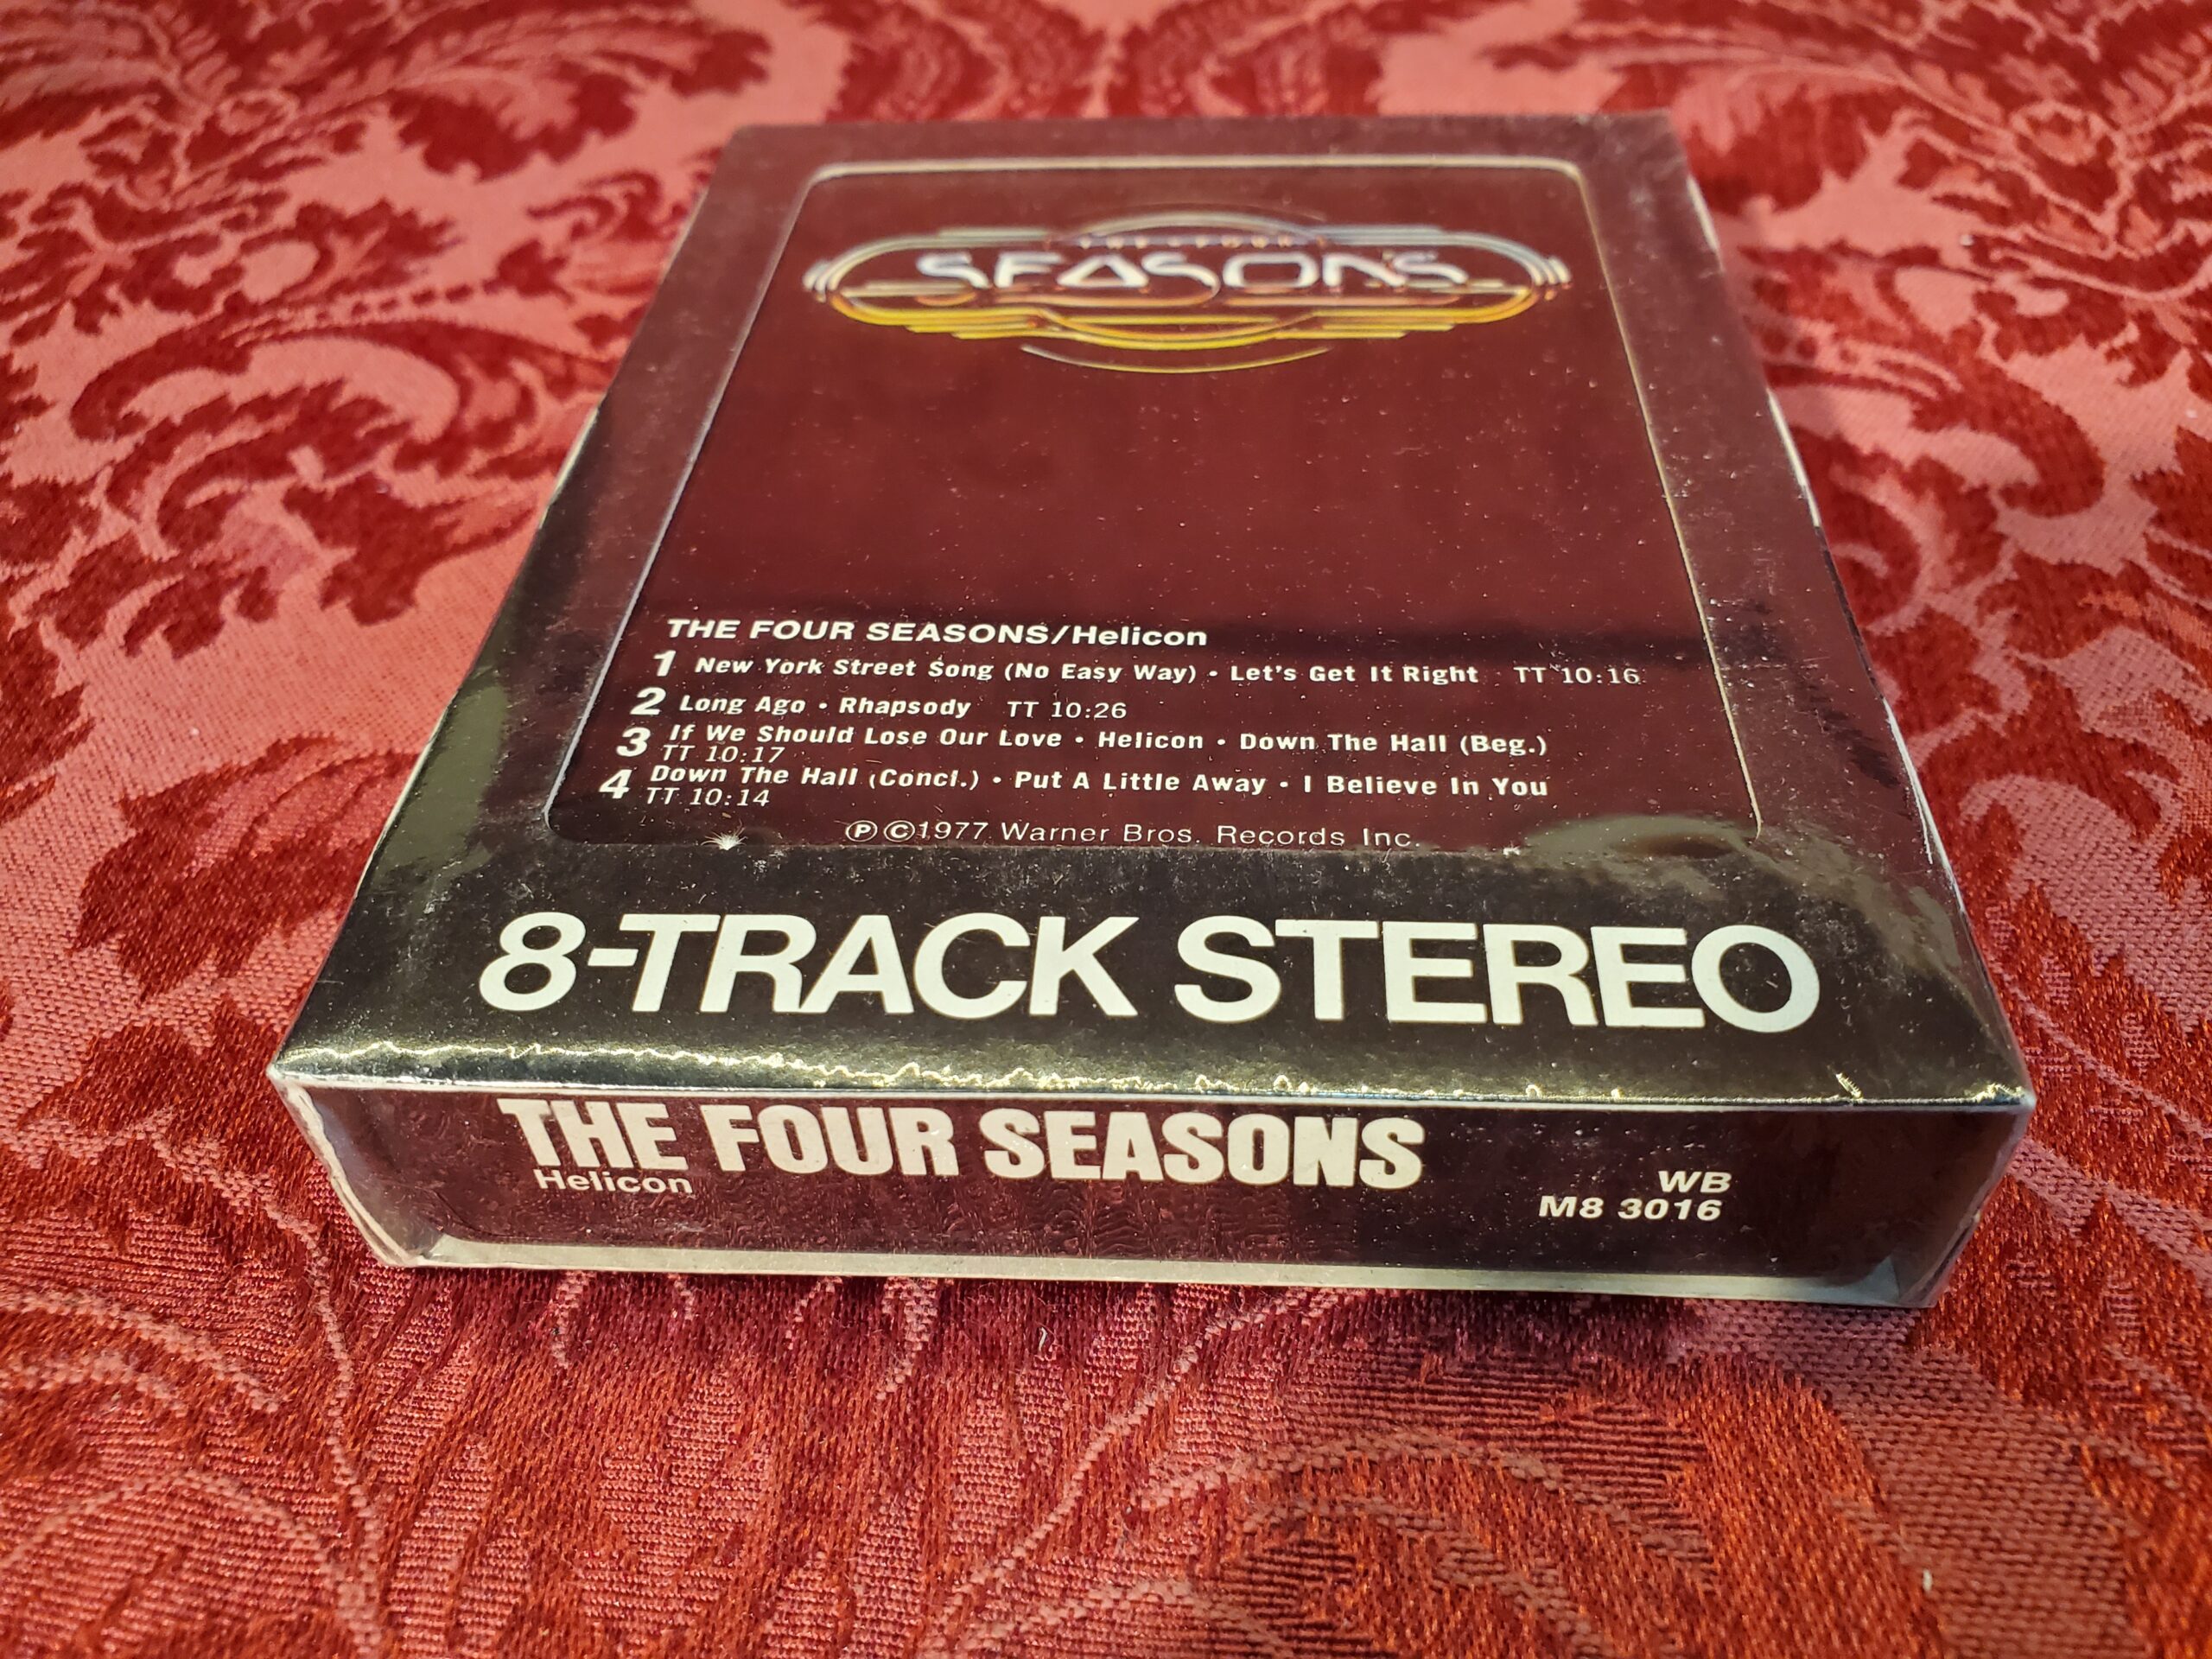 THE FOUR
SEASONS
THE FOUR SEASONS/Helicon
1 New York Street Song (No Easy Way) • Let's Get It Right TT 10:16
2 Long Ago • Rhapsody TT 10:26
3 If We Should Lose Our Love • Helicon • Down The Hall (Beg.)
TT 10:17
4 Down The Hall (Concl.) • Put A Little Away • I Believe In You
TT 10:14
Ⓟ©1977 Warner Bros. Records Inc.
8-TRACK STEREO
THE FOUR SEASONS
Helicon
WB
M8 3016